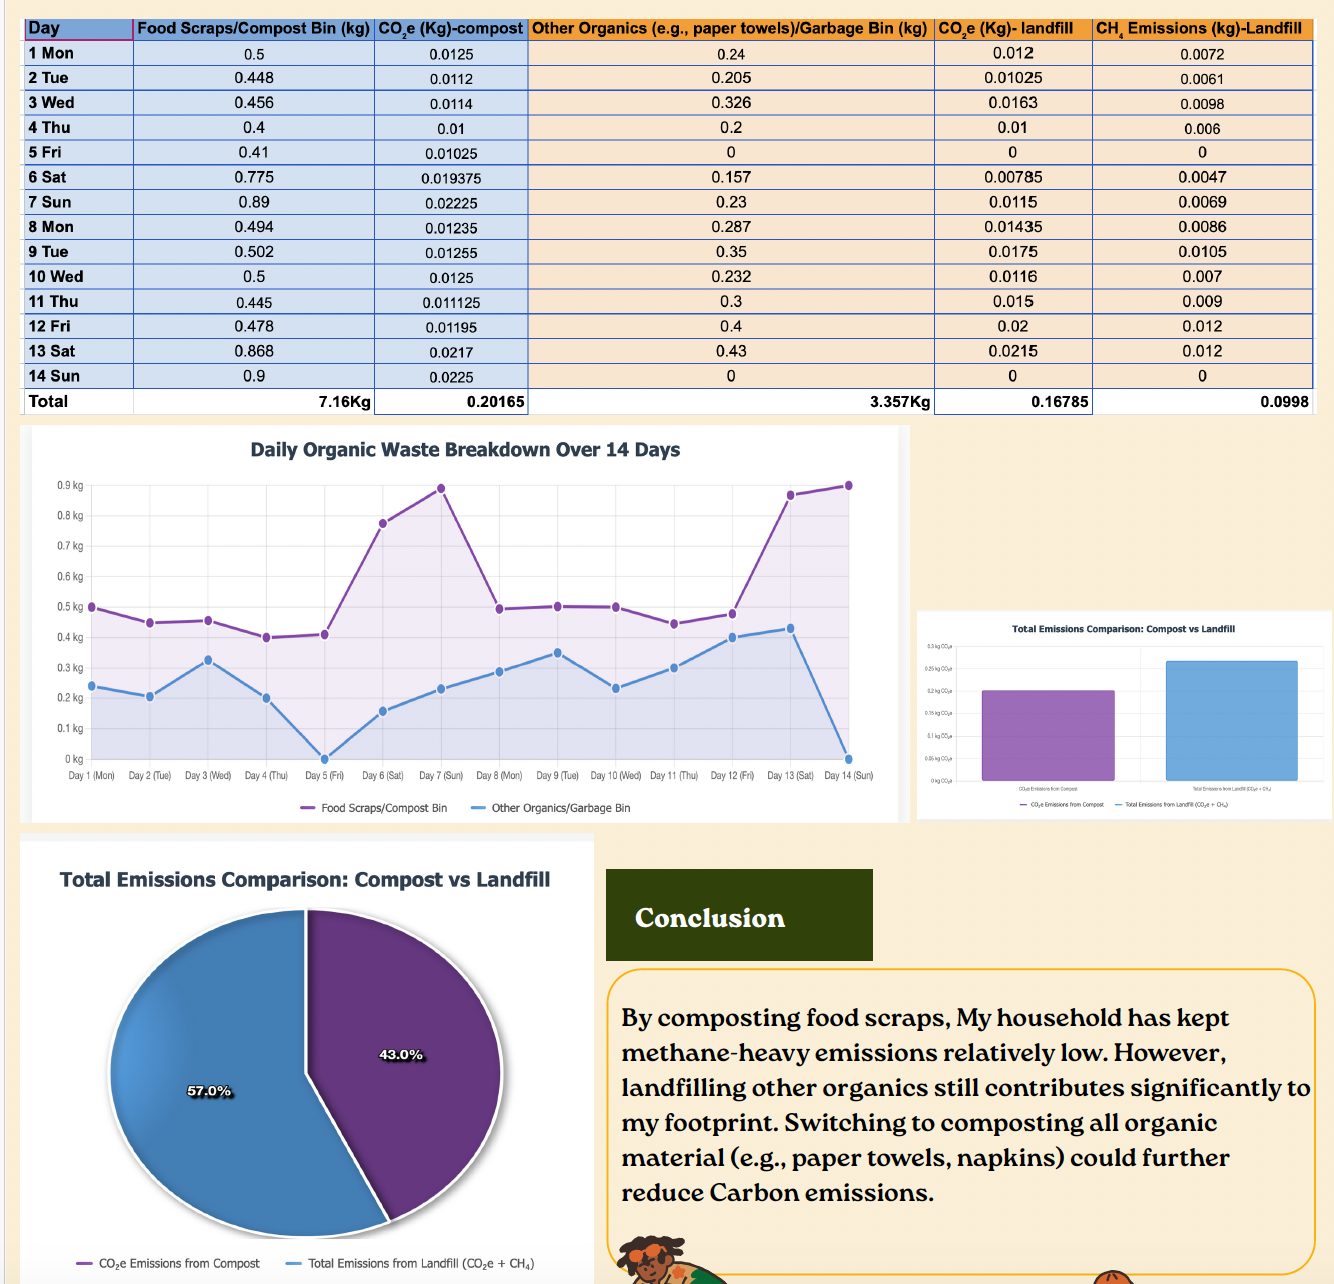 Day Food Scraps/Compost Bin (kg) CO₂e (Kg)-compost Other Organics (e.g., paper towels)/Garbage Bin (kg) CO₂e (Kg)- landfill CH₄ Emissions (kg)-Landfill
1 Mon 0.5 0.0125 0.24 0.012 0.0072
2 Tue 0.448 0.0112 0.205 0.01025 0.0061
3 Wed 0.456 0.0114 0.326 0.0163 0.0098
4 Thu 0.4 0.01 0.2 0.01 0.006
5 Fri 0.41 0.01025 0 0 0
6 Sat 0.775 0.019375 0.157 0.00785 0.0047
7 Sun 0.89 0.02225 0.23 0.0115 0.0069
8 Mon 0.494 0.01235 0.287 0.01435 0.0086
9 Tue 0.502 0.01255 0.35 0.0175 0.0105
10 Wed 0.5 0.0125 0.232 0.0116 0.007
11 Thu 0.445 0.011125 0.3 0.015 0.009
12 Fri 0.478 0.01195 0.4 0.02 0.012
13 Sat 0.868 0.0217 0.43 0.0215 0.012
14 Sun 0.9 0.0225 0 0 0
Total 7.16Kg 0.20165 3.357Kg 0.16785 0.0998
Daily Organic Waste Breakdown Over 14 Days
0.9 kg
0.8 kg
0.7 kg
0.6 kg
0.5 kg
0.4 kg
0.3 kg
0.2 kg
0.1 kg
0 kg
Day 1 (Mon) Day 2 (Tue) Day 3 (Wed) Day 4 (Thu) Day 5 (Fri) Day 6 (Sat) Day 7 (Sun) Day 8 (Mon) Day 9 (Tue) Day 10 (Wed) Day 11 (Thu) Day 12 (Fri) Day 13 (Sat) Day 14 (Sun)
Food Scraps/Compost Bin Other Organics/Garbage Bin
Total Emissions Comparison: Compost vs Landfill
0.3 kg CO₂e
0.25 kg CO₂e
0.2 kg CO₂e
0.15 kg CO₂e
0.1 kg CO₂e
0.05 kg CO₂e
0 kg CO₂e
CO₂e Emissions from Compost Total Emissions from Landfill (CO₂e + CH₄)
CO₂e Emissions from Compost Total Emissions from Landfill (CO₂e + CH₄)
Total Emissions Comparison: Compost vs Landfill
43.0%
57.0%
CO₂e Emissions from Compost Total Emissions from Landfill (CO₂e + CH₄)
Conclusion
By composting food scraps, My household has kept
methane-heavy emissions relatively low. However,
landfilling other organics still contributes significantly to
my footprint. Switching to composting all organic
material (e.g., paper towels, napkins) could further
reduce Carbon emissions.